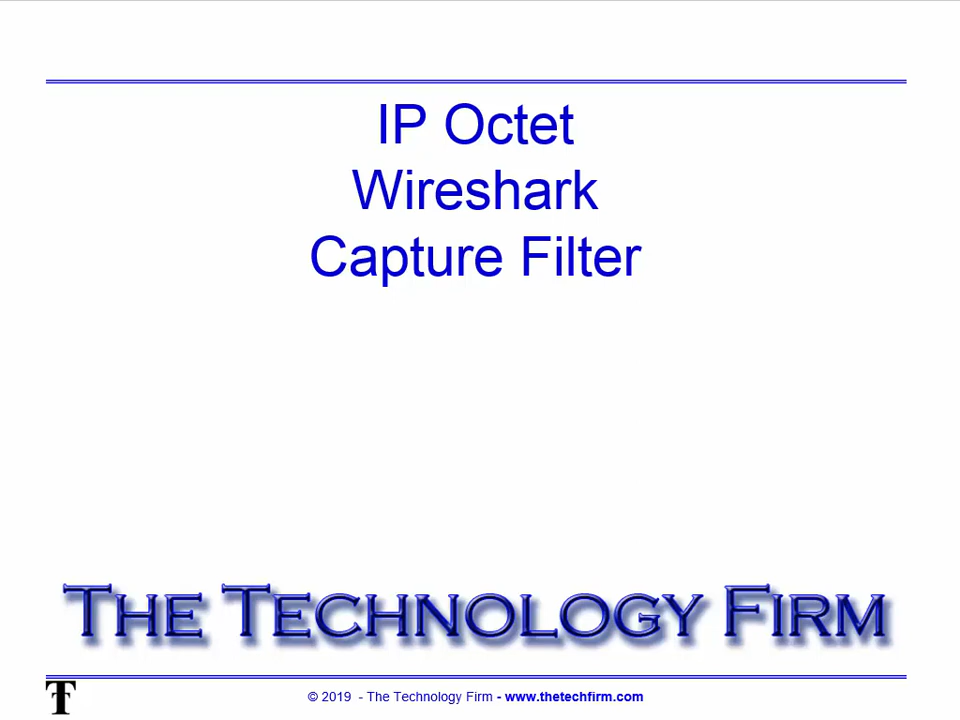 IP Octet
Wireshark
Capture Filter
THE TECHNOLOGY FIRM
T
© 2019 - The Technology Firm - www.thetechfirm.com